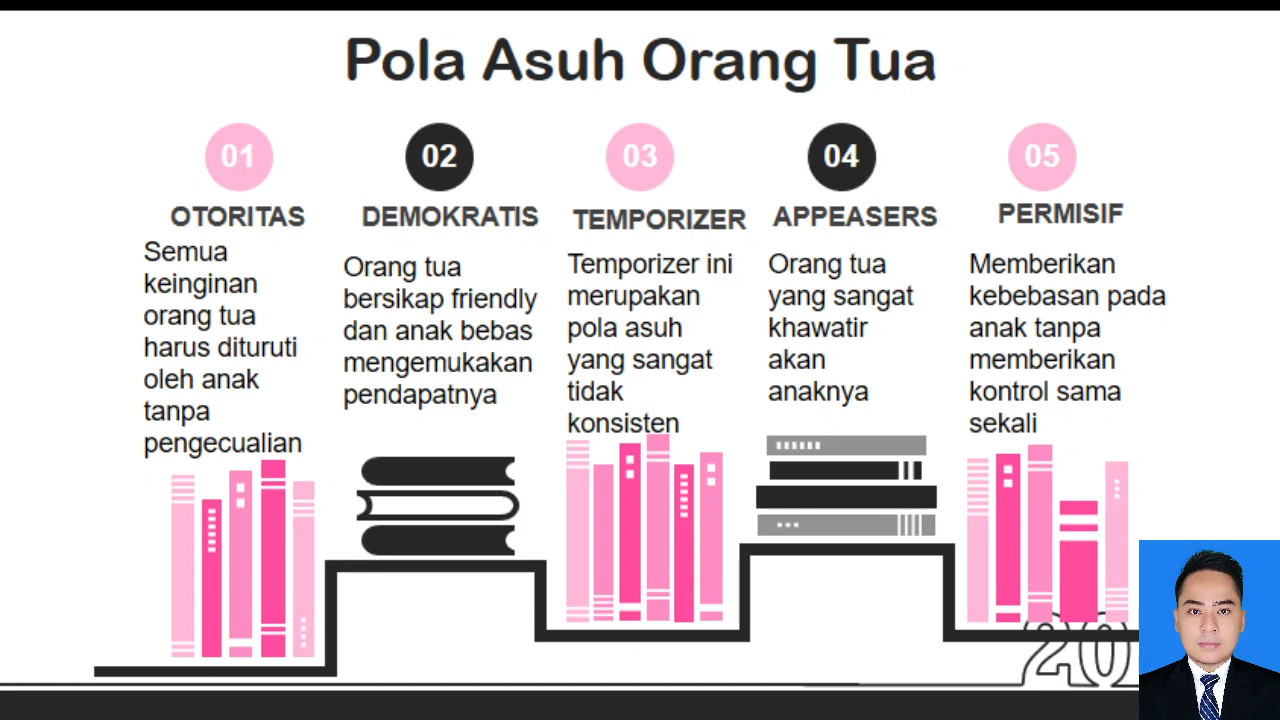 Pola Asuh Orang Tua
01
OTORITAS
Semua
keinginan
orang tua
harus dituruti
oleh anak
tanpa
pengecualian
02
DEMOKRATIS
Orang tua
bersikap friendly
dan anak bebas
mengemukakan
pendapatnya
03
TEMPORIZER
Temporizer ini
merupakan
pola asuh
yang sangat
tidak
konsisten
04
APPEASERS
Orang tua
yang sangat
khawatir
akan
anaknya
05
PERMISIF
Memberikan
kebebasan pada
anak tanpa
memberikan
kontrol sama
sekali
20